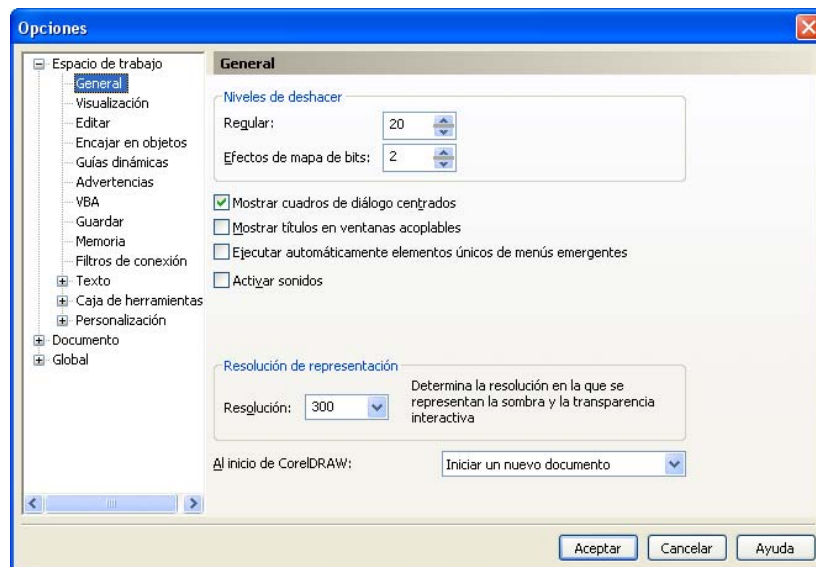 Opciones
Espacio de trabajo
General
Visualización
Editar
Encajar en objetos
Guías dinámicas
Advertencias
VBA
Guardar
Memoria
Filtros de conexión
Texto
Caja de herramientas
Personalización
Documento
Global
General
Niveles de deshacer
Regular: 20
Efectos de mapa de bits: 2
Mostrar cuadros de diálogo centrados
Mostrar títulos en ventanas acoplables
Ejecutar automáticamente elementos únicos de menús emergentes
Activar sonidos
Resolución de representación
Resolución: 300
Determina la resolución en la que se
representan la sombra y la transparencia
interactiva
Al inicio de CorelDRAW: Iniciar un nuevo documento
Aceptar Cancelar Ayuda